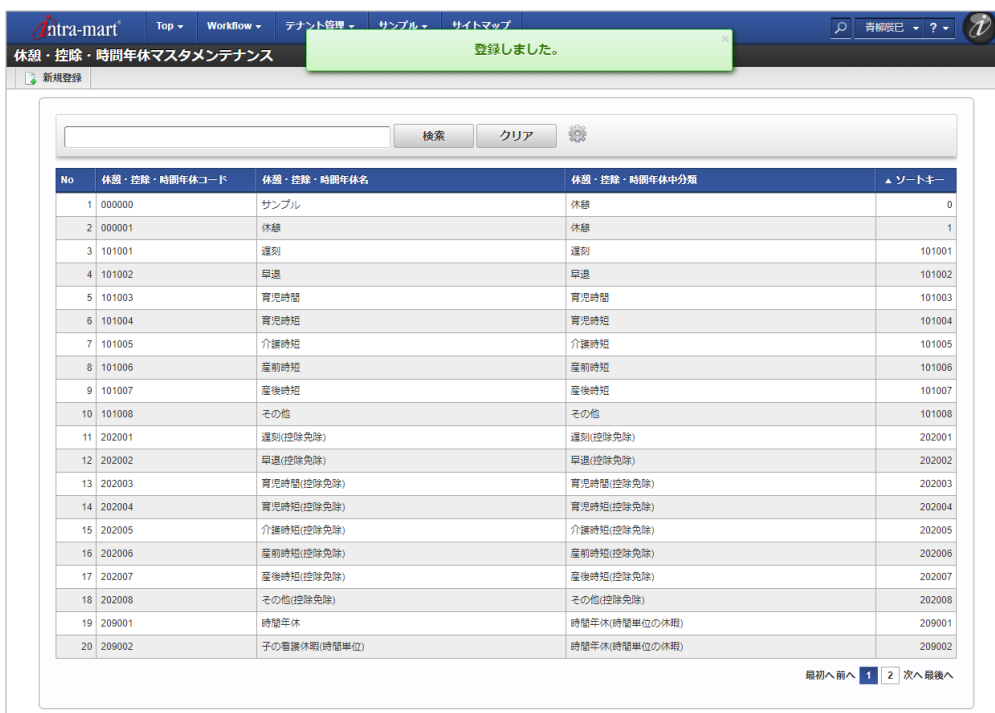 intra-mart® Top Workflow テナント管理 サンプル サイトマップ 青柳辰巳 ?
休憩・控除・時間年休マスタメンテナンス
登録しました。 ×
新規登録
検索 クリア
No 休憩・控除・時間年休コード 休憩・控除・時間年休名 休憩・控除・時間年休中分類 ▲ ソートキー
1 000000 サンプル 休憩 0
2 000001 休憩 休憩 1
3 101001 遅刻 遅刻 101001
4 101002 早退 早退 101002
5 101003 育児時間 育児時間 101003
6 101004 育児時短 育児時短 101004
7 101005 介護時短 介護時短 101005
8 101006 産前時短 産前時短 101006
9 101007 産後時短 産後時短 101007
10 101008 その他 その他 101008
11 202001 遅刻(控除免除) 遅刻(控除免除) 202001
12 202002 早退(控除免除) 早退(控除免除) 202002
13 202003 育児時間(控除免除) 育児時間(控除免除) 202003
14 202004 育児時短(控除免除) 育児時短(控除免除) 202004
15 202005 介護時短(控除免除) 介護時短(控除免除) 202005
16 202006 産前時短(控除免除) 産前時短(控除免除) 202006
17 202007 産後時短(控除免除) 産後時短(控除免除) 202007
18 202008 その他(控除免除) その他(控除免除) 202008
19 209001 時間年休 時間年休(時間単位の休暇) 209001
20 209002 子の看護休暇(時間単位) 時間年休(時間単位の休暇) 209002
最初へ 前へ 1 2 次へ 最後へ